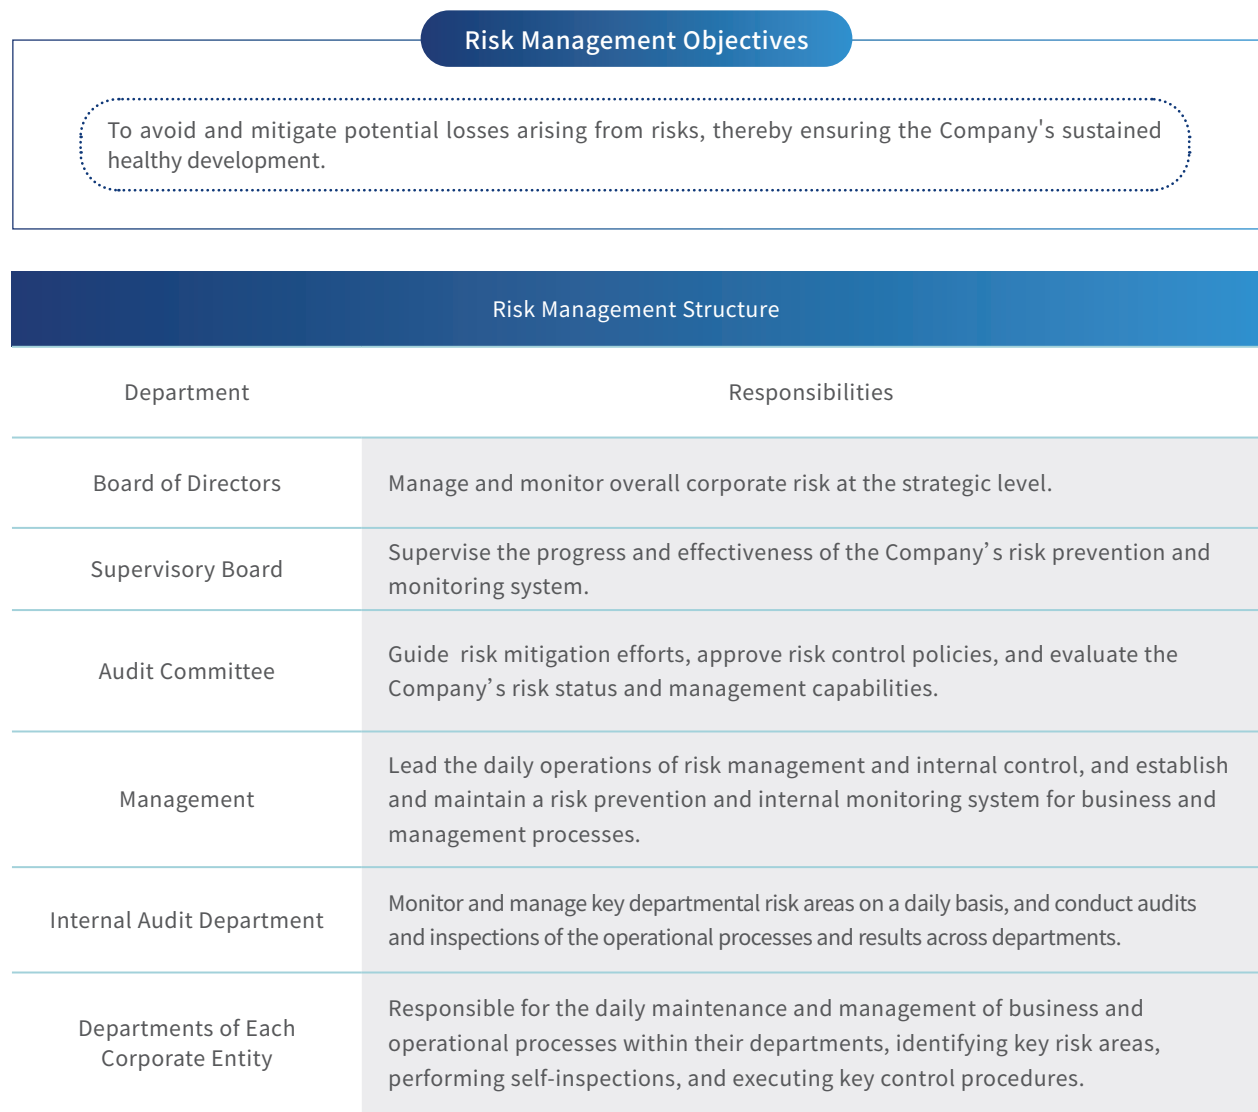 Risk Management Objectives
To avoid and mitigate potential losses arising from risks, thereby ensuring the Company's sustained
healthy development.
Risk Management Structure
Department
Responsibilities
Board of Directors
Manage and monitor overall corporate risk at the strategic level.
Supervisory Board
Supervise the progress and effectiveness of the Company’s risk prevention and
monitoring system.
Audit Committee
Guide risk mitigation efforts, approve risk control policies, and evaluate the
Company’s risk status and management capabilities.
Management
Lead the daily operations of risk management and internal control, and establish
and maintain a risk prevention and internal monitoring system for business and
management processes.
Internal Audit Department
Monitor and manage key departmental risk areas on a daily basis, and conduct audits
and inspections of the operational processes and results across departments.
Departments of Each
Corporate Entity
Responsible for the daily maintenance and management of business and
operational processes within their departments, identifying key risk areas,
performing self-inspections, and executing key control procedures.